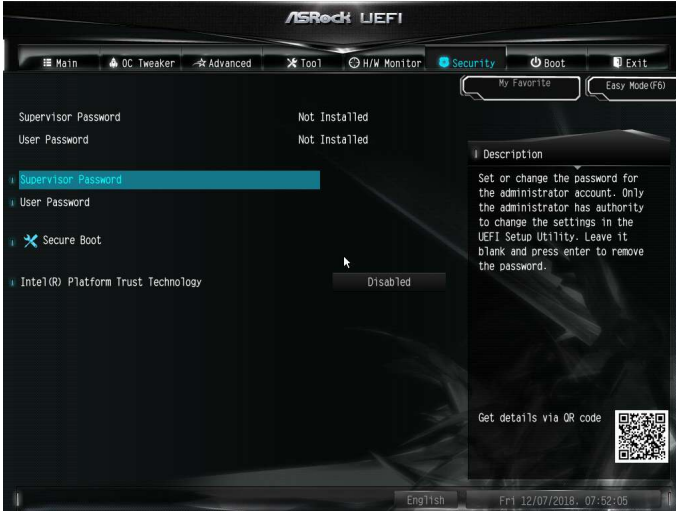 ASRock UEFI
Main OC Tweaker Advanced Tool H/W Monitor Security Boot Exit
My Favorite Easy Mode(F6)
Supervisor Password Not Installed
User Password Not Installed
Supervisor Password
User Password
Secure Boot
Intel(R) Platform Trust Technology Disabled
Description
Set or change the password for
the administrator account. Only
the administrator has authority
to change the settings in the
UEFI Setup Utility. Leave it
blank and press enter to remove
the password.
Get details via QR code
English Fri 12/07/2018. 07:52:05